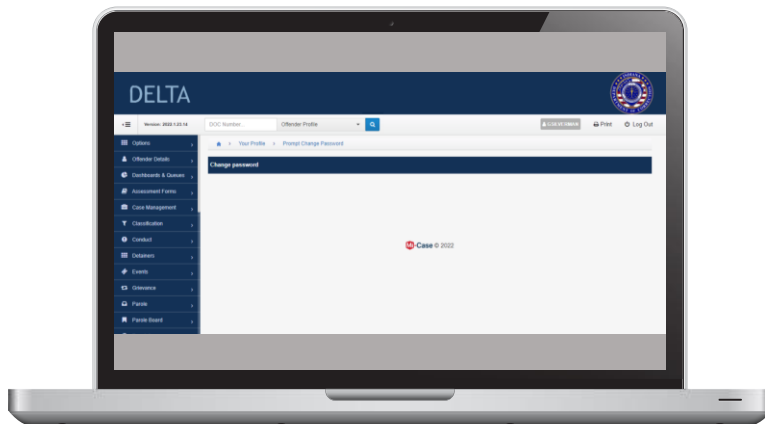 DELTA
Version: 2022.1.23.14 DOC Number... Offender Profile Print Log Out
Options
Your Profile > Prompt Change Password
Offender Details
Change password
Dashboards & Queues
Assessment Forms
Case Management
Classification
Conduct
Mi-Case © 2022
Detainers
Events
Grievance
Parole
Parole Board